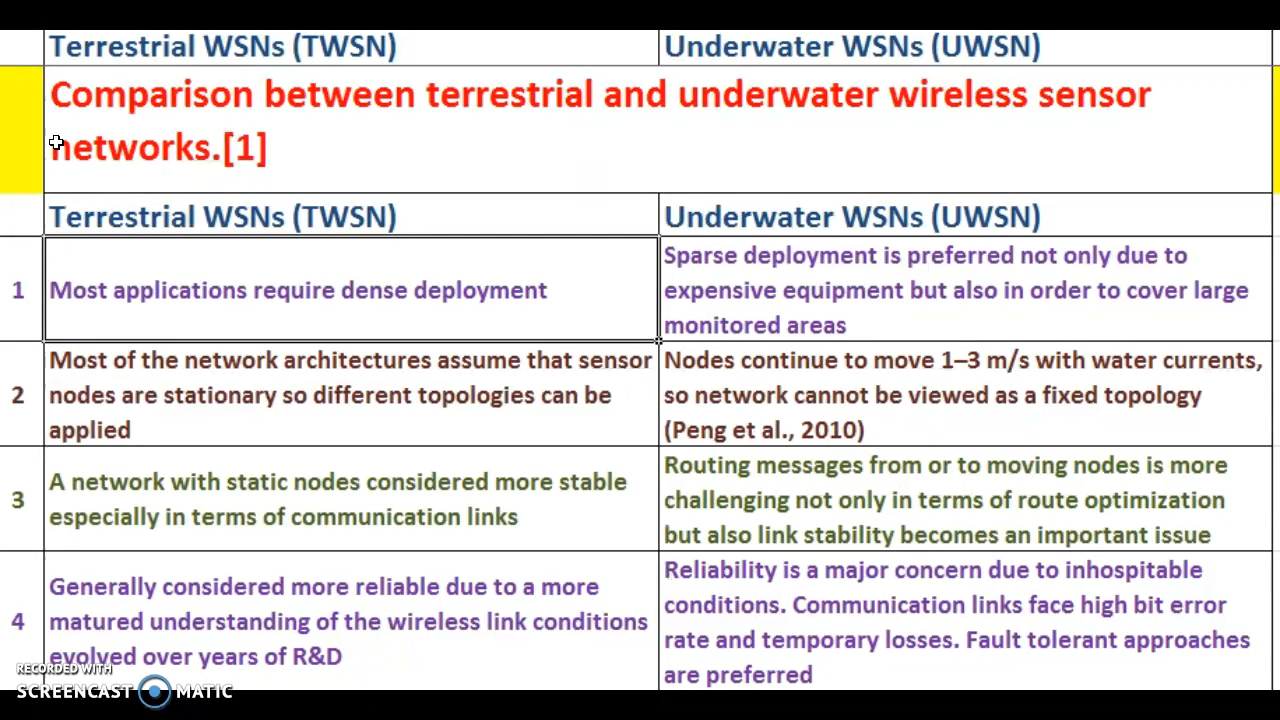 Terrestrial WSNs (TWSN)
Underwater WSNs (UWSN)
Comparison between terrestrial and underwater wireless sensor
networks.[1]
Terrestrial WSNs (TWSN)
Underwater WSNs (UWSN)
1
Most applications require dense deployment
Sparse deployment is preferred not only due to
expensive equipment but also in order to cover large
monitored areas
2
Most of the network architectures assume that sensor
nodes are stationary so different topologies can be
applied
Nodes continue to move 1–3 m/s with water currents,
so network cannot be viewed as a fixed topology
(Peng et al., 2010)
3
A network with static nodes considered more stable
especially in terms of communication links
Routing messages from or to moving nodes is more
challenging not only in terms of route optimization
but also link stability becomes an important issue
4
Generally considered more reliable due to a more
matured understanding of the wireless link conditions
evolved over years of R&D
Reliability is a major concern due to inhospitable
conditions. Communication links face high bit error
rate and temporary losses. Fault tolerant approaches
are preferred
RECORDED WITH
SCREENCAST MATIC